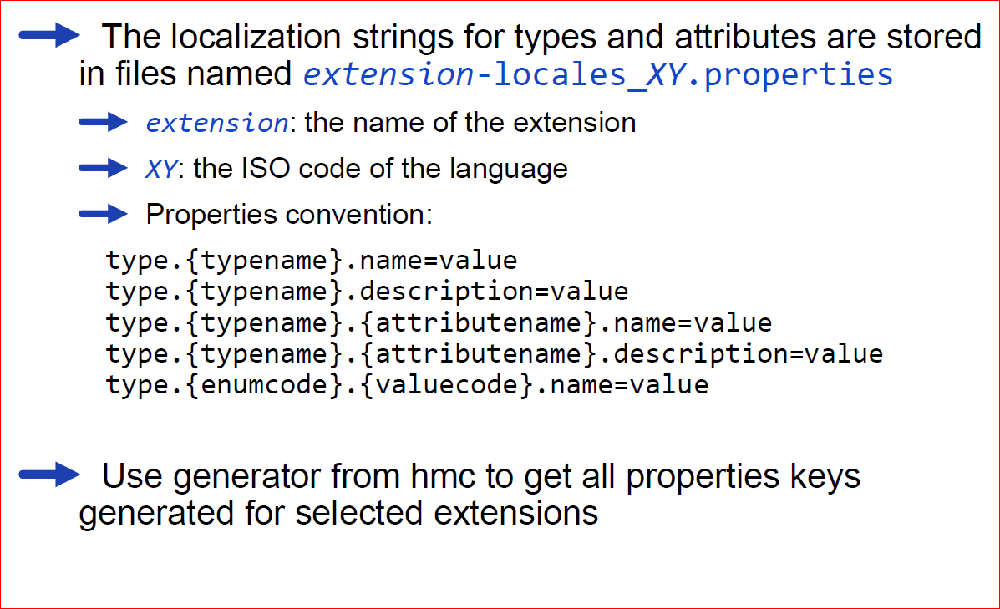 The localization strings for types and attributes are stored
in files named extension-locales_XY.properties
extension: the name of the extension
XY: the ISO code of the language
Properties convention:
type.{typename}.name=value
type.{typename}.description=value
type.{typename}.{attributename}.name=value
type.{typename}.{attributename}.description=value
type.{enumcode}.{valuecode}.name=value
Use generator from hmc to get all properties keys
generated for selected extensions